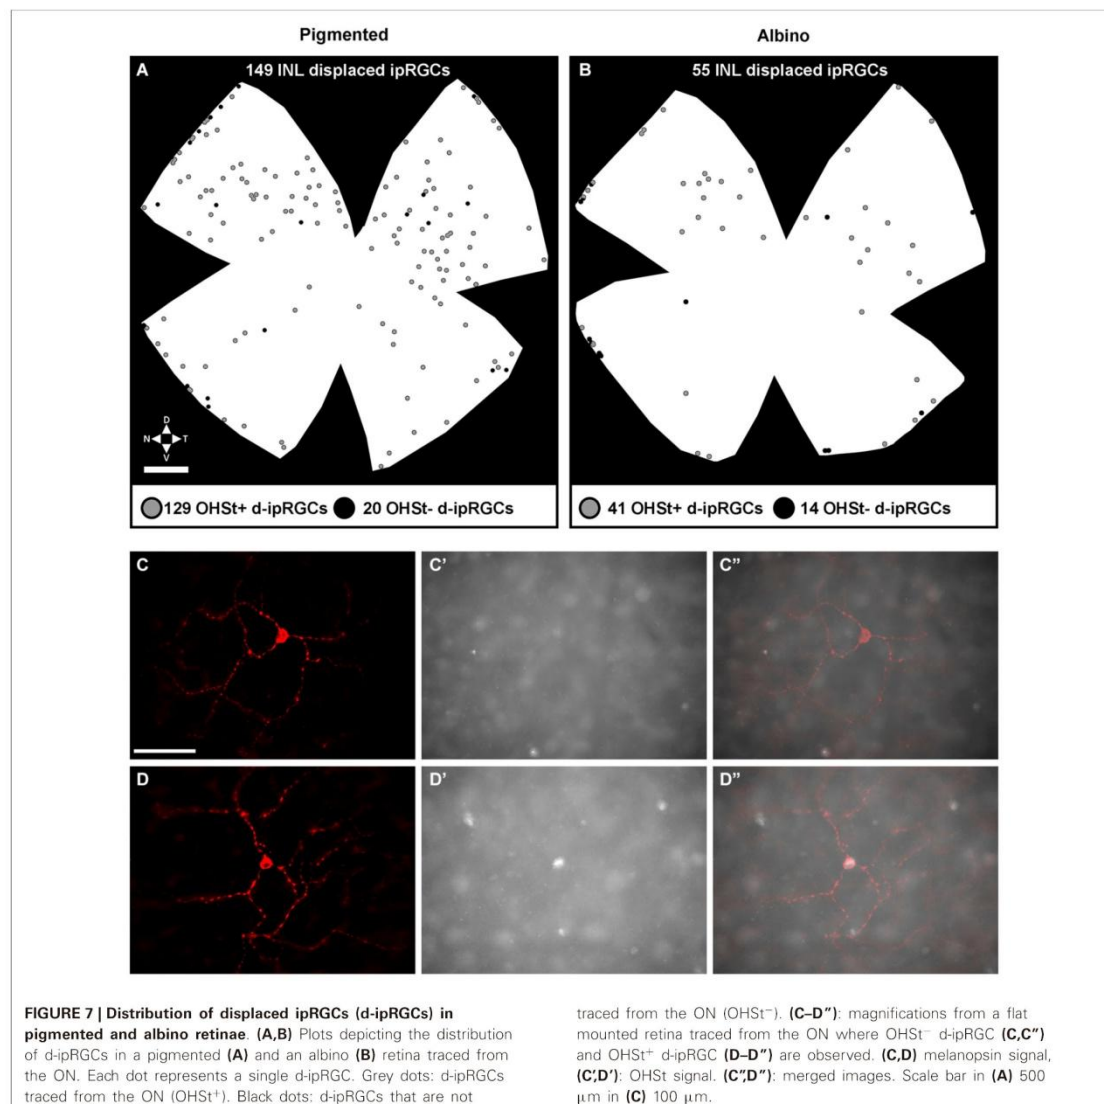 Pigmented
Albino
A
149 INL displaced ipRGCs
B
55 INL displaced ipRGCs
D
N T
V
129 OHSt+ d-ipRGCs 20 OHSt- d-ipRGCs
41 OHSt+ d-ipRGCs 14 OHSt- d-ipRGCs
C
C'
C"
D
D'
D"
FIGURE 7 | Distribution of displaced ipRGCs (d-ipRGCs) in
pigmented and albino retinae. (A,B) Plots depicting the distribution
of d-ipRGCs in a pigmented (A) and an albino (B) retina traced from
the ON. Each dot represents a single d-ipRGC. Grey dots: d-ipRGCs
traced from the ON (OHSt⁺). Black dots: d-ipRGCs that are not
traced from the ON (OHSt⁻). (C–D″): magnifications from a flat
mounted retina traced from the ON where OHSt⁻ d-ipRGC (C,C″)
and OHSt⁺ d-ipRGC (D–D″) are observed. (C,D) melanopsin signal,
(C′,D′): OHSt signal. (C″,D″): merged images. Scale bar in (A) 500
μm in (C) 100 μm.